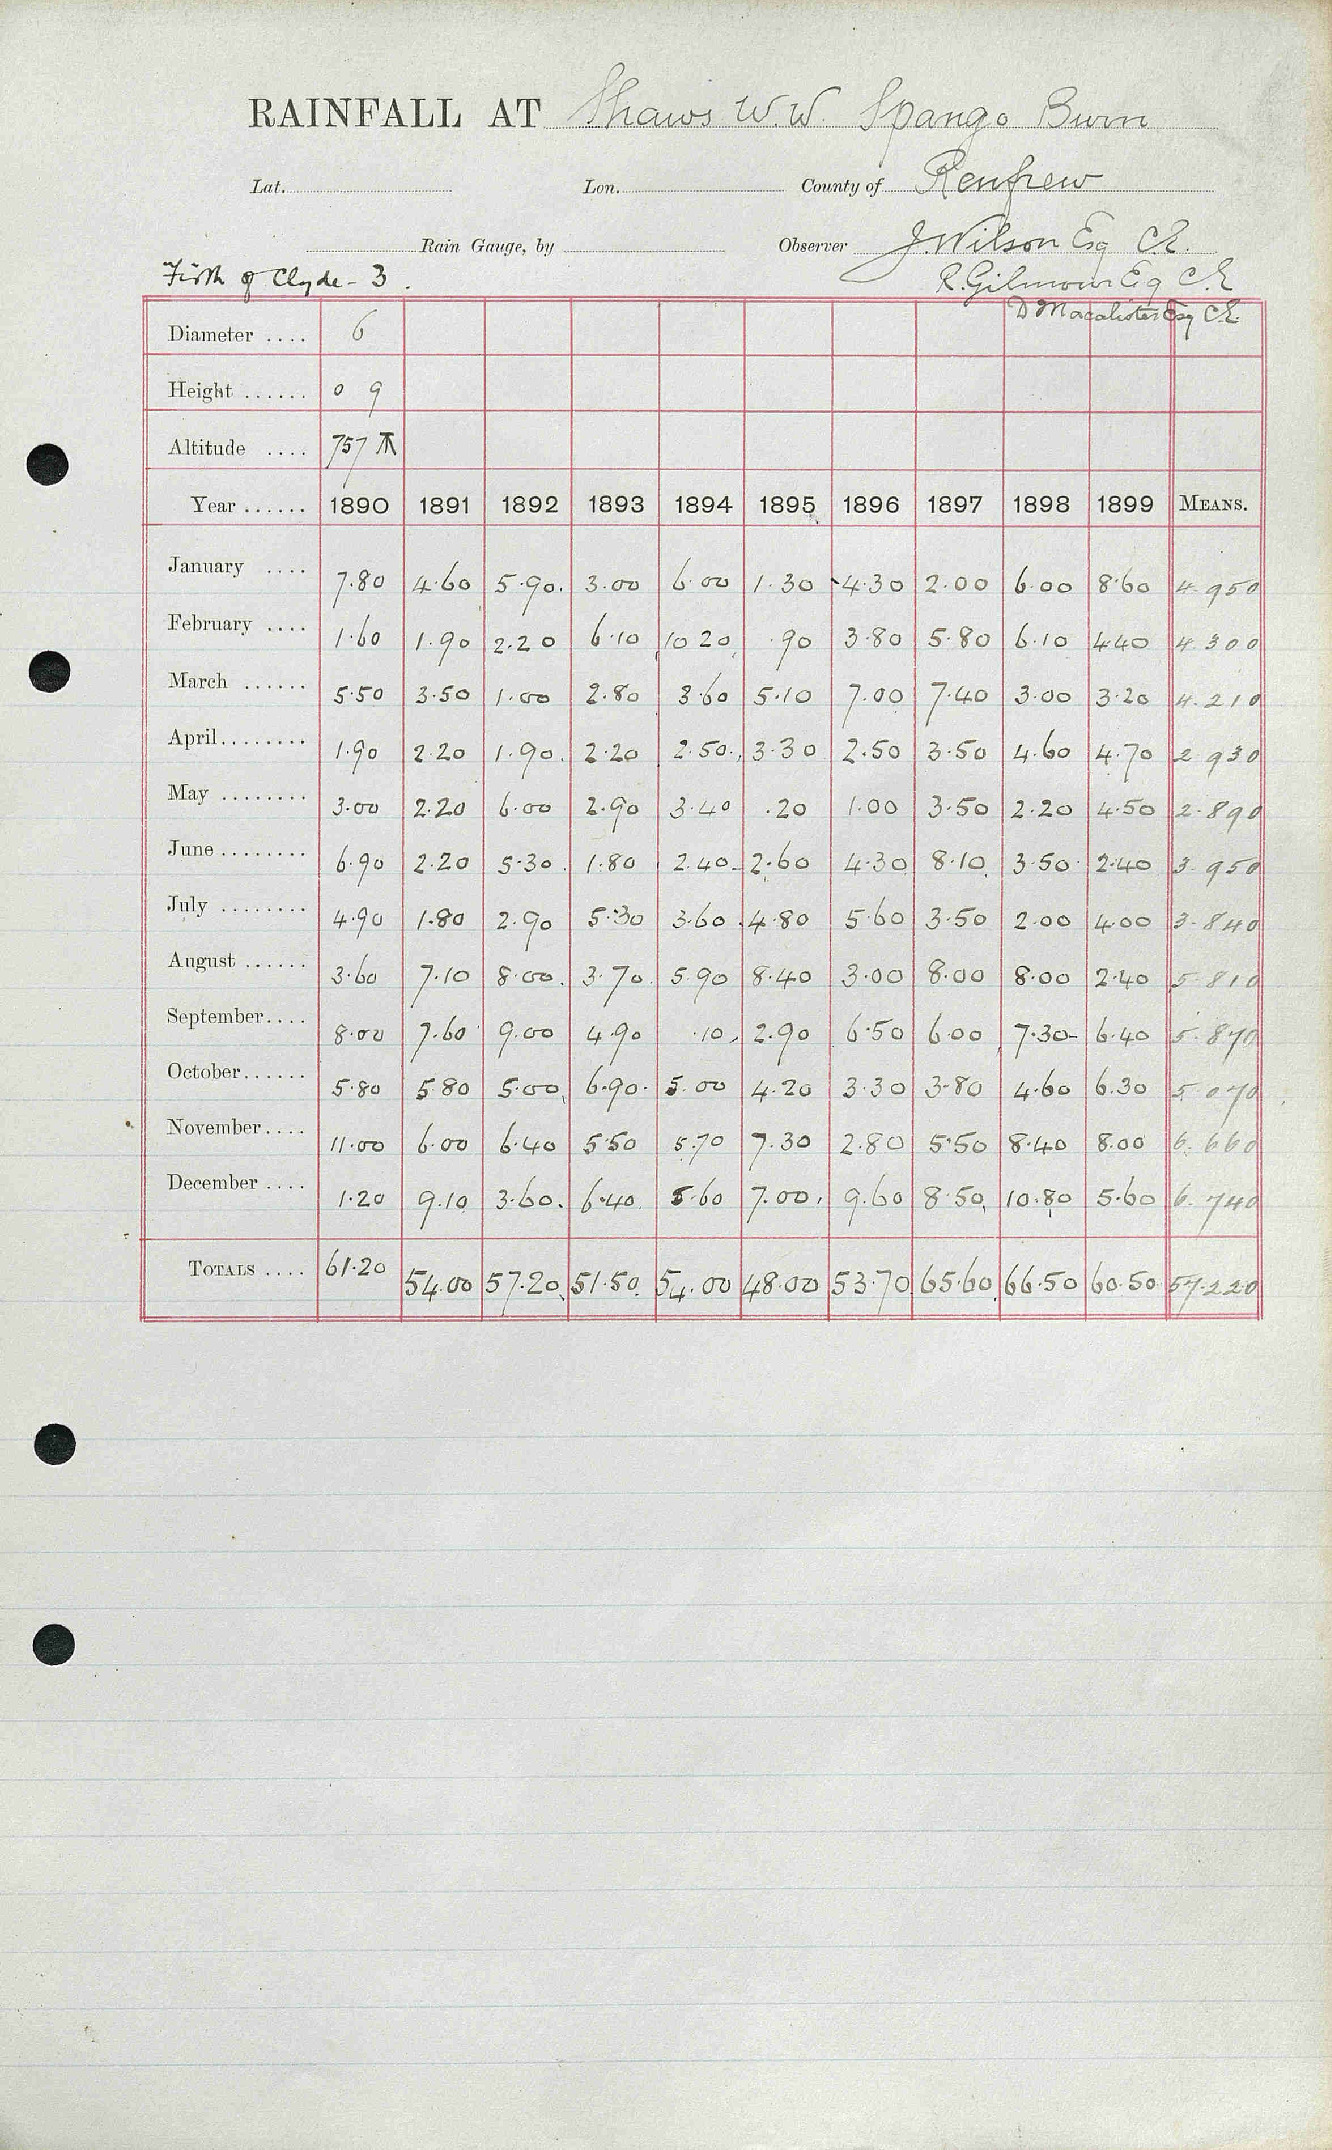 RAINFALL AT Shaws W.W. Spango Burn
Lat. Lon. County of Renfrew
Rain Gauge, by Observer J. Wilson Esq C.E.
Firth of Clyde - 3. R. Gilmour Eq C.E
D Macalister Esq C.E.
Diameter .... 6
Height ...... 0 9
Altitude .... 757
Year ...... 1890 1891 1892 1893 1894 1895 1896 1897 1898 1899 MEANS.
January .... 7.80 4.60 5.90 3.00 6.00 1.30 4.30 2.00 6.00 8.60 4.950
February .... 1.60 1.90 2.20 6.10 10.20 .90 3.80 5.80 6.10 4.40 4.300
March ...... 5.50 3.50 1.00 2.80 3.60 5.10 7.00 7.40 3.00 3.20 4.210
April........ 1.90 2.20 1.90 2.20 2.50 3.30 2.50 3.50 4.60 4.70 2.930
May ........ 3.00 2.20 6.00 2.90 3.40 .20 1.00 3.50 2.20 4.50 2.890
June ........ 6.90 2.20 5.30 1.80 2.40 2.60 4.30 8.10 3.50 2.40 3.950
July ........ 4.90 1.80 2.90 5.30 3.60 4.80 5.60 3.50 2.00 4.00 3.840
August ...... 3.60 7.10 8.00 3.70 5.90 8.40 3.00 8.00 8.00 2.40 5.810
September.... 8.00 7.60 9.00 4.90 .10 2.90 6.50 6.00 7.30 6.40 5.870
October...... 5.80 5.80 5.00 6.90 5.00 4.20 3.30 3.80 4.60 6.30 5.070
November.... 11.00 6.00 6.40 5.50 5.70 7.30 2.80 5.50 8.40 8.00 6.660
December .... 1.20 9.10 3.60 6.40 5.60 7.00 9.60 8.50 10.80 5.60 6.740
TOTALS .... 61.20 54.00 57.20 51.50 54.00 48.00 53.70 65.60 66.50 60.50 57.220